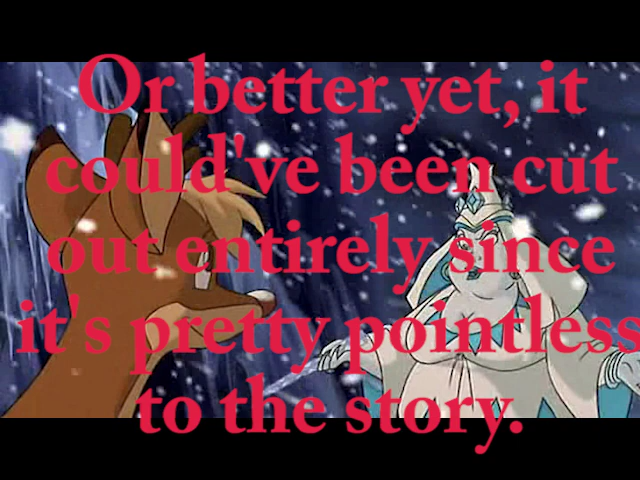 Or better yet, it
could've been cut
out entirely since
it's pretty pointless
to the story.